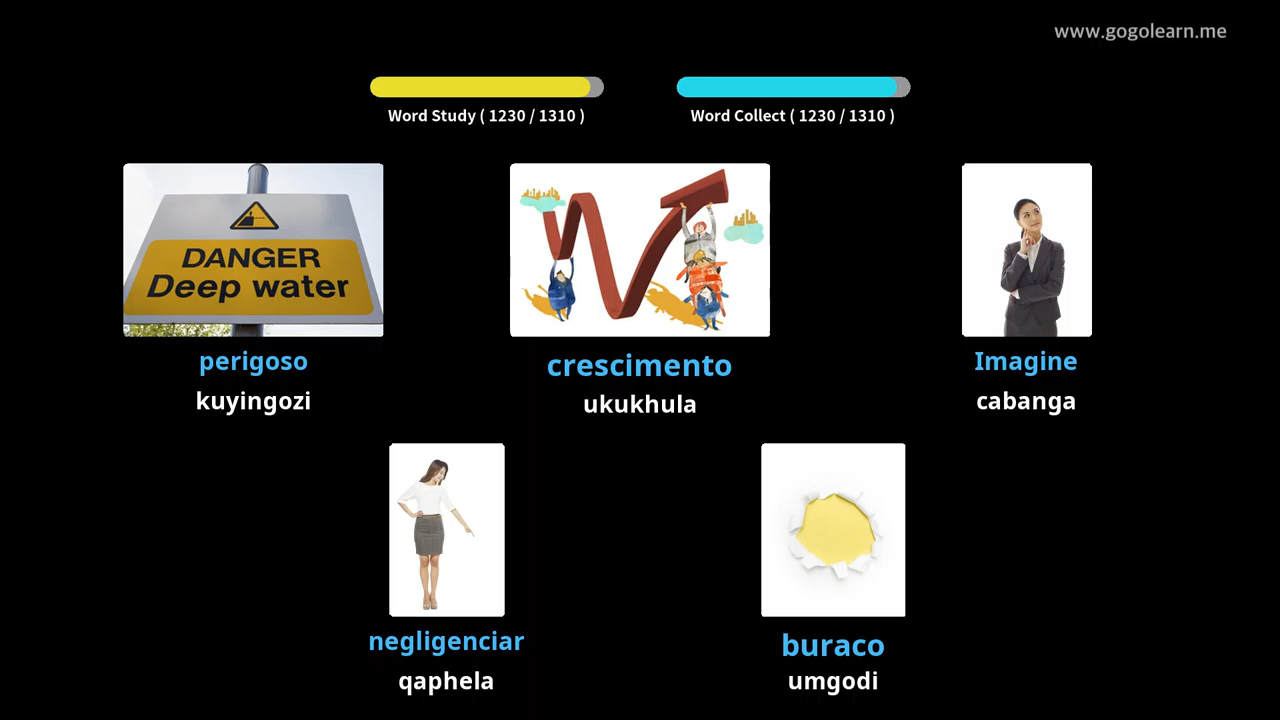 www.gogolearn.me
Word Study ( 1230 / 1310 )
Word Collect ( 1230 / 1310 )
DANGER
Deep water
perigoso
kuyingozi
crescimento
ukukhula
Imagine
cabanga
negligenciar
qaphela
buraco
umgodi